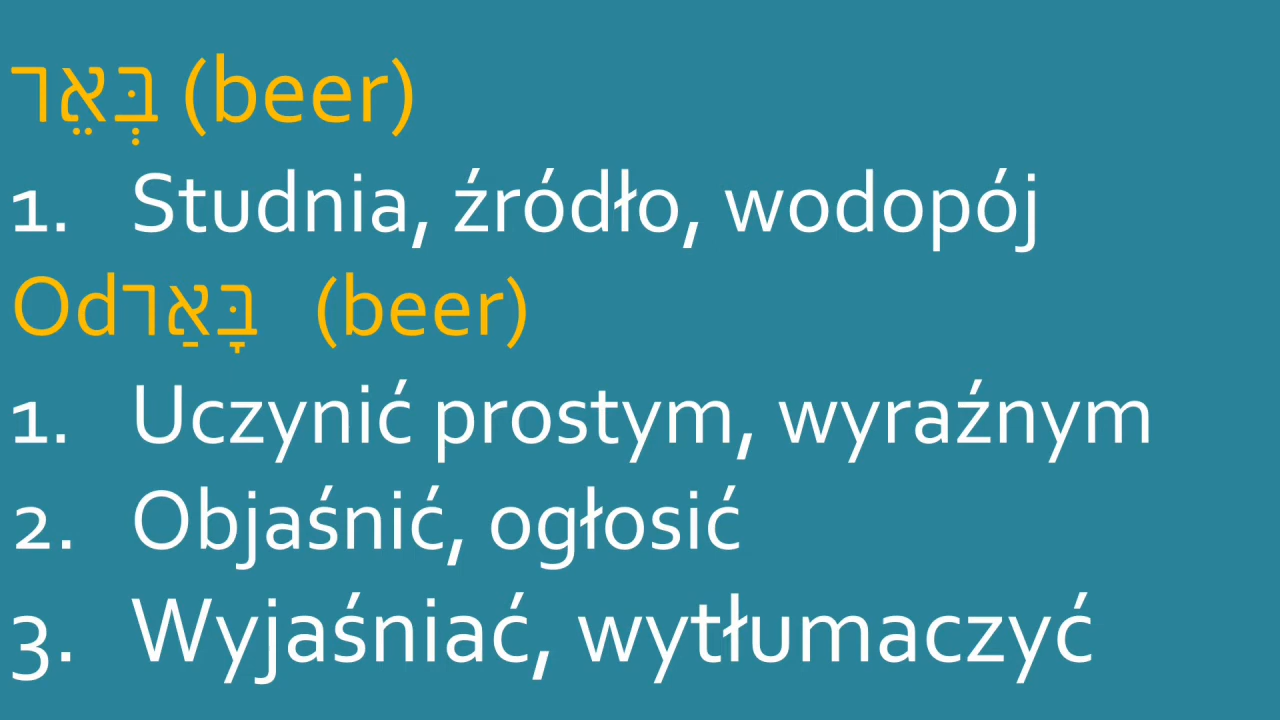 בְּאֵר (beer)
1. Studnia, źródło, wodopój
Od בָּאַר (beer)
1. Uczynić prostym, wyraźnym
2. Objaśnić, ogłosić
3. Wyjaśniać, wytłumaczyć